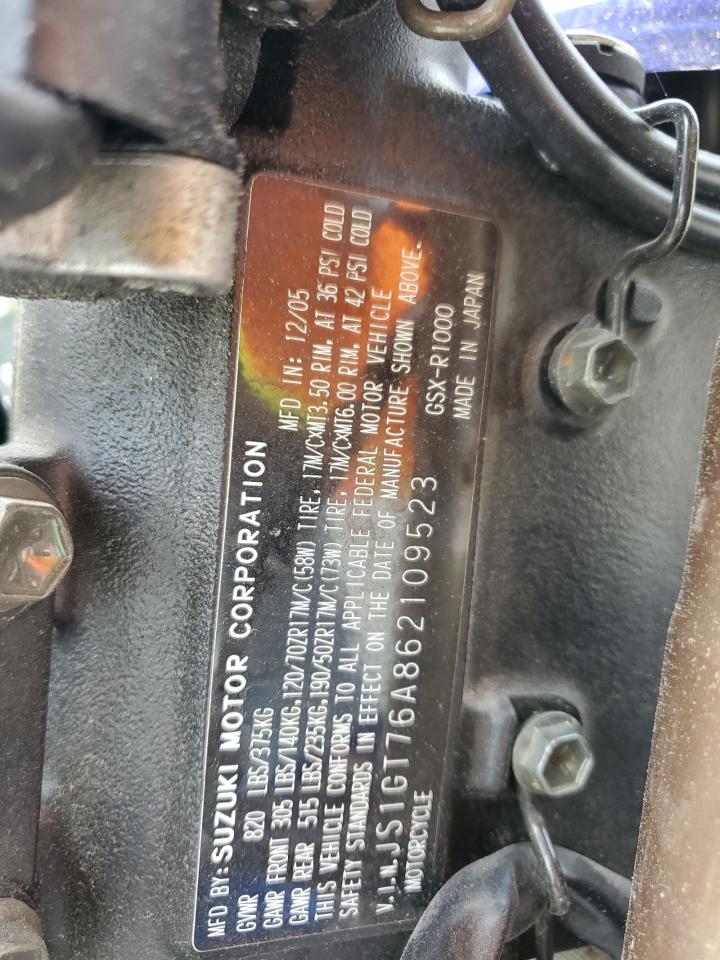 MFD BY: SUZUKI MOTOR CORPORATION
GVWR 820 LBS/375KG MFD IN: 12/05
GAWR FRONT 305 LBS/140KG,120/70ZR17M/C(58W) TIRE, 17M/CXMT3.50 RIM. AT 36 PSI COLD
GAWR REAR 515 LBS/235KG,190/50ZR17M/C(73W) TIRE, 17M/CXMT6.00 RIM. AT 42 PSI COLD
THIS VEHICLE CONFORMS TO ALL APPLICABLE FEDERAL MOTOR VEHICLE
SAFETY STANDARDS IN EFFECT ON THE DATE OF MANUFACTURE SHOWN ABOVE.
V.I.N.JS1GT76A862109523 GSX-R1000
MOTORCYCLE MADE IN JAPAN